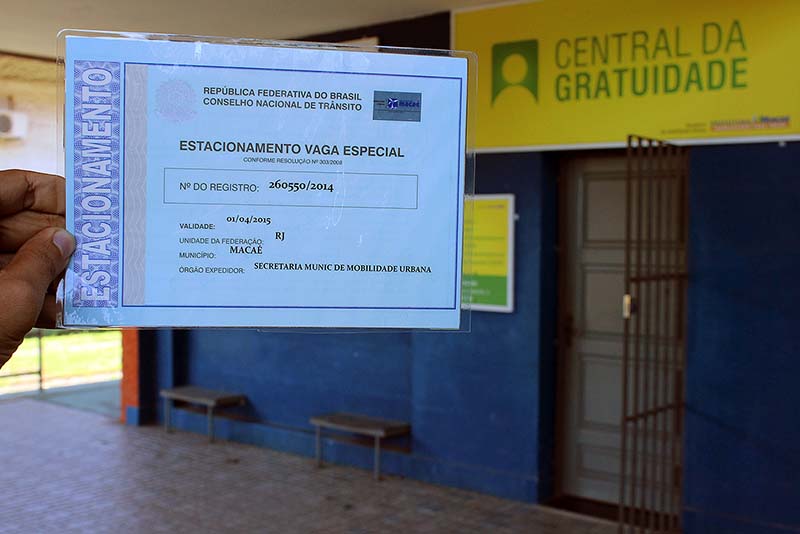 ESTACIONAMENTO
REPÚBLICA FEDERATIVA DO BRASIL
CONSELHO NACIONAL DE TRÂNSITO
macaé
ESTACIONAMENTO VAGA ESPECIAL
CONFORME RESOLUÇÃO Nº 303/2008
Nº DO REGISTRO: 260550/2014
VALIDADE: 01/04/2015
UNIDADE DA FEDERAÇÃO: RJ
MUNICÍPIO: MACAÉ
ÓRGÃO EXPEDIDOR: SECRETARIA MUNIC DE MOBILIDADE URBANA
CENTRAL DA
GRATUIDADE